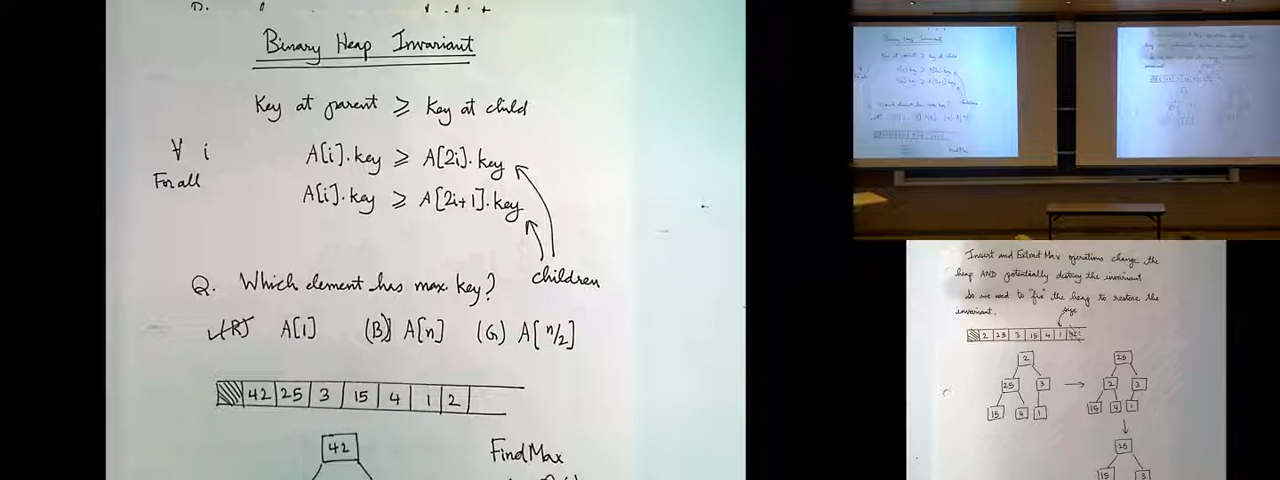 Binary Heap Invariant
Key at parent ⩾ Key at child
∀ i
For all
A[i].key ⩾ A[2i].key
A[i].key ⩾ A[2i+1].key
children
Q. Which element has max key?
(R) A[1] (B) A[n] (G) A[n/2]
42 25 3 15 4 1 2
42
FindMax
Insert and Extract Max operations change the
heap AND potentially destroy the invariant
So we need to "fix" the heap to restore the
invariant.
size
2 25 3 15 4 1
2
25 3
15 4 1
25
2 3
15 4 1
25
15 3